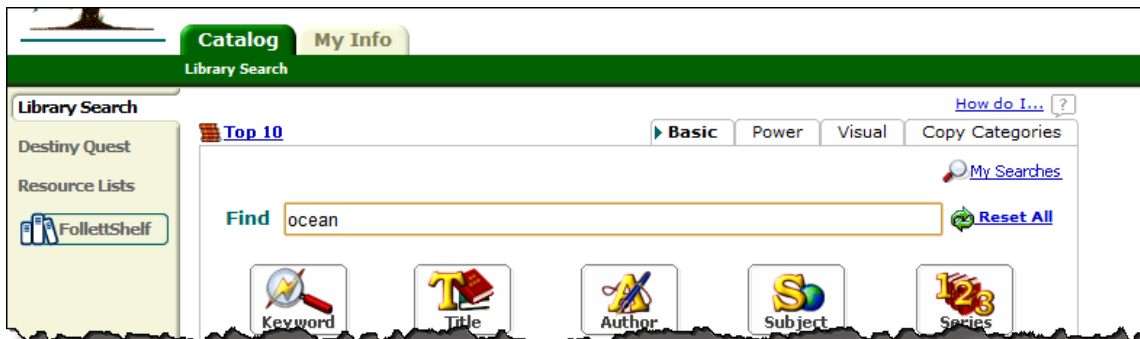 Catalog My Info
Library Search
Library Search
How do I... ?
Top 10
Basic Power Visual Copy Categories
Destiny Quest
My Searches
Resource Lists
Find ocean Reset All
FollettShelf
Keyword Title Author Subject Series